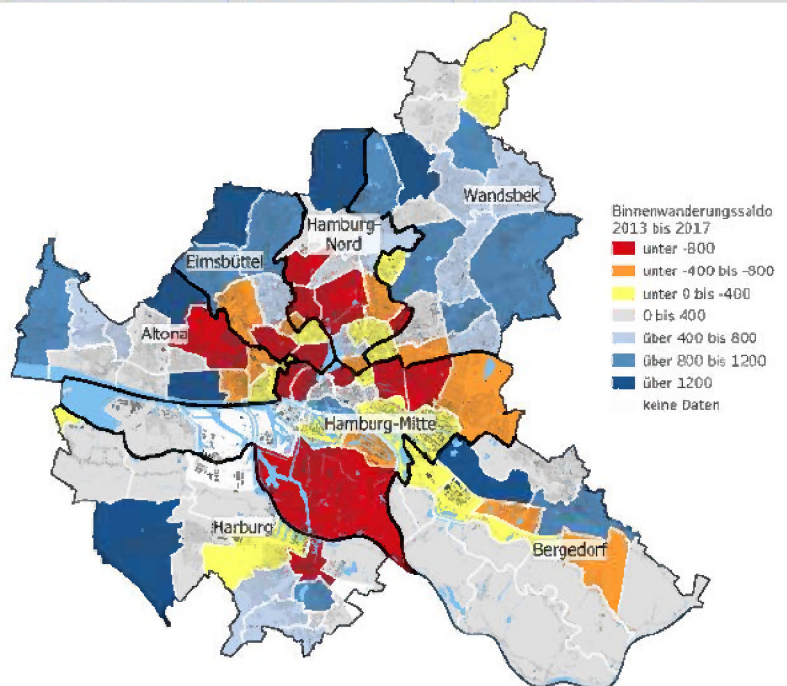 Wandsbek
Hamburg-
Nord
Eimsbüttel
Altona
Hamburg-Mitte
Harburg
Bergedorf
Binnenwanderungssaldo
2013 bis 2017
unter -800
unter -400 bis -800
unter 0 bis -400
0 bis 400
über 400 bis 800
über 800 bis 1200
über 1200
keine Daten